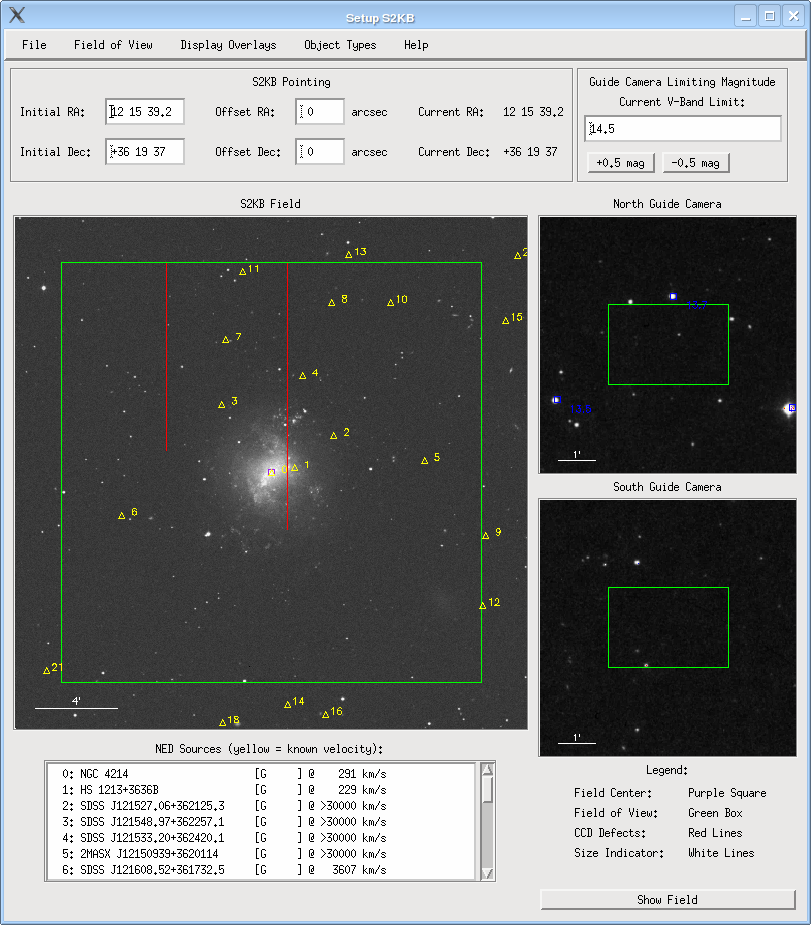 Setup S2KB
File Field of View Display Overlays Object Types Help
S2KB Pointing
Initial RA: 12 15 39.2 Offset RA: 0 arcsec Current RA: 12 15 39.2
Initial Dec: +36 19 37 Offset Dec: 0 arcsec Current Dec: +36 19 37
Guide Camera Limiting Magnitude
Current V-Band Limit:
14.5
+0.5 mag -0.5 mag
S2KB Field
13
2
11
8
10
15
7
4
3
2
5
0
1
6
9
12
21
4'
14
16
18
North Guide Camera
1'
South Guide Camera
1'
NED Sources (yellow = known velocity):
0: NGC 4214 [G ] @ 291 km/s
1: HS 1213+3636B [G ] @ 229 km/s
2: SDSS J121527.06+362125.3 [G ] @ >30000 km/s
3: SDSS J121548.97+362257.1 [G ] @ >30000 km/s
4: SDSS J121533.20+362420.1 [G ] @ >30000 km/s
5: 2MASX J12150939+3620114 [G ] @ >30000 km/s
6: SDSS J121608.52+361732.5 [G ] @ 3607 km/s
Legend:
Field Center: Purple Square
Field of View: Green Box
CCD Defects: Red Lines
Size Indicator: White Lines
Show Field